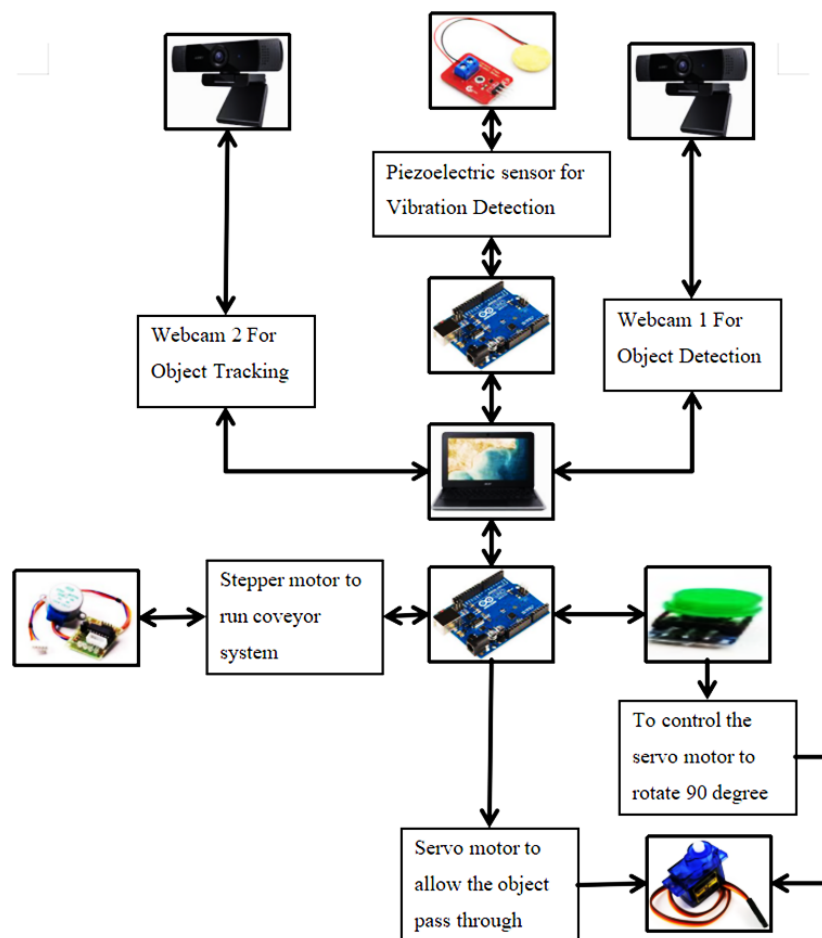 Piezoelectric sensor for
Vibration Detection
Webcam 2 For
Object Tracking
Webcam 1 For
Object Detection
Stepper motor to
run coveyor
system
To control the
servo motor to
rotate 90 degree
Servo motor to
allow the object
pass through